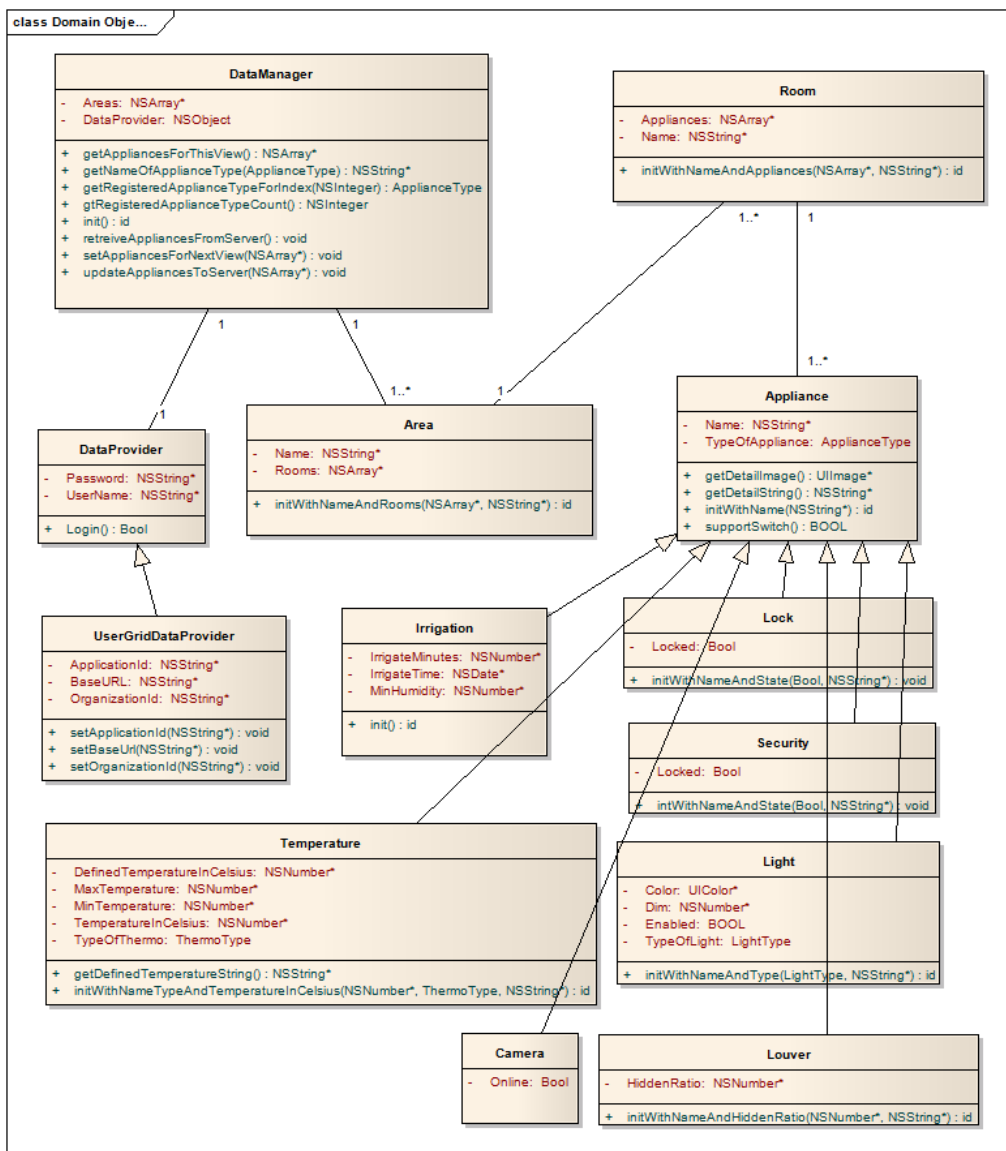 class Domain Obje...
DataManager
- Areas: NSArray*
- DataProvider: NSObject
+ getAppliancesForThisView() : NSArray*
+ getNameOfApplianceType(ApplianceType) : NSString*
+ getRegisteredApplianceTypeForIndex(NSInteger) : ApplianceType
+ gtRegisteredApplianceTypeCount() : NSInteger
+ init() : id
+ retreiveAppliancesFromServer() : void
+ setAppliancesForNextView(NSArray*) : void
+ updateAppliancesToServer(NSArray*) : void
Room
- Appliances: NSArray*
- Name: NSString*
+ initWithNameAndAppliances(NSArray*, NSString*) : id
1..*
1
1
1
1
1..*
1
1..*
DataProvider
- Password: NSString*
- UserName: NSString*
+ Login() : Bool
Area
- Name: NSString*
- Rooms: NSArray*
+ initWithNameAndRooms(NSArray*, NSString*) : id
Appliance
- Name: NSString*
- TypeOfAppliance: ApplianceType
+ getDetailImage() : UIImage*
+ getDetailString() : NSString*
+ initWithName(NSString*) : id
+ supportSwitch() : BOOL
UserGridDataProvider
- ApplicationId: NSString*
- BaseURL: NSString*
- OrganizationId: NSString*
+ setApplicationId(NSString*) : void
+ setBaseUrl(NSString*) : void
+ setOrganizationId(NSString*) : void
Irrigation
- IrrigateMinutes: NSNumber*
- IrrigateTime: NSDate*
- MinHumidity: NSNumber*
+ init() : id
Lock
- Locked: Bool
+ initWithNameAndState(Bool, NSString*) : void
Security
- Locked: Bool
+ intWithNameAndState(Bool, NSString*) : void
Temperature
- DefinedTemperatureInCelsius: NSNumber*
- MaxTemperature: NSNumber*
- MinTemperature: NSNumber*
- TemperatureInCelsius: NSNumber*
- TypeOfThermo: ThermoType
+ getDefinedTemperatureString() : NSString*
+ initWithNameTypeAndTemperatureInCelsius(NSNumber*, ThermoType, NSString*) : id
Light
- Color: UIColor*
- Dim: NSNumber*
- Enabled: BOOL
- TypeOfLight: LightType
+ initWithNameAndType(LightType, NSString*) : id
Camera
- Online: Bool
Louver
- HiddenRatio: NSNumber*
+ initWithNameAndHiddenRatio(NSNumber*, NSString*) : id